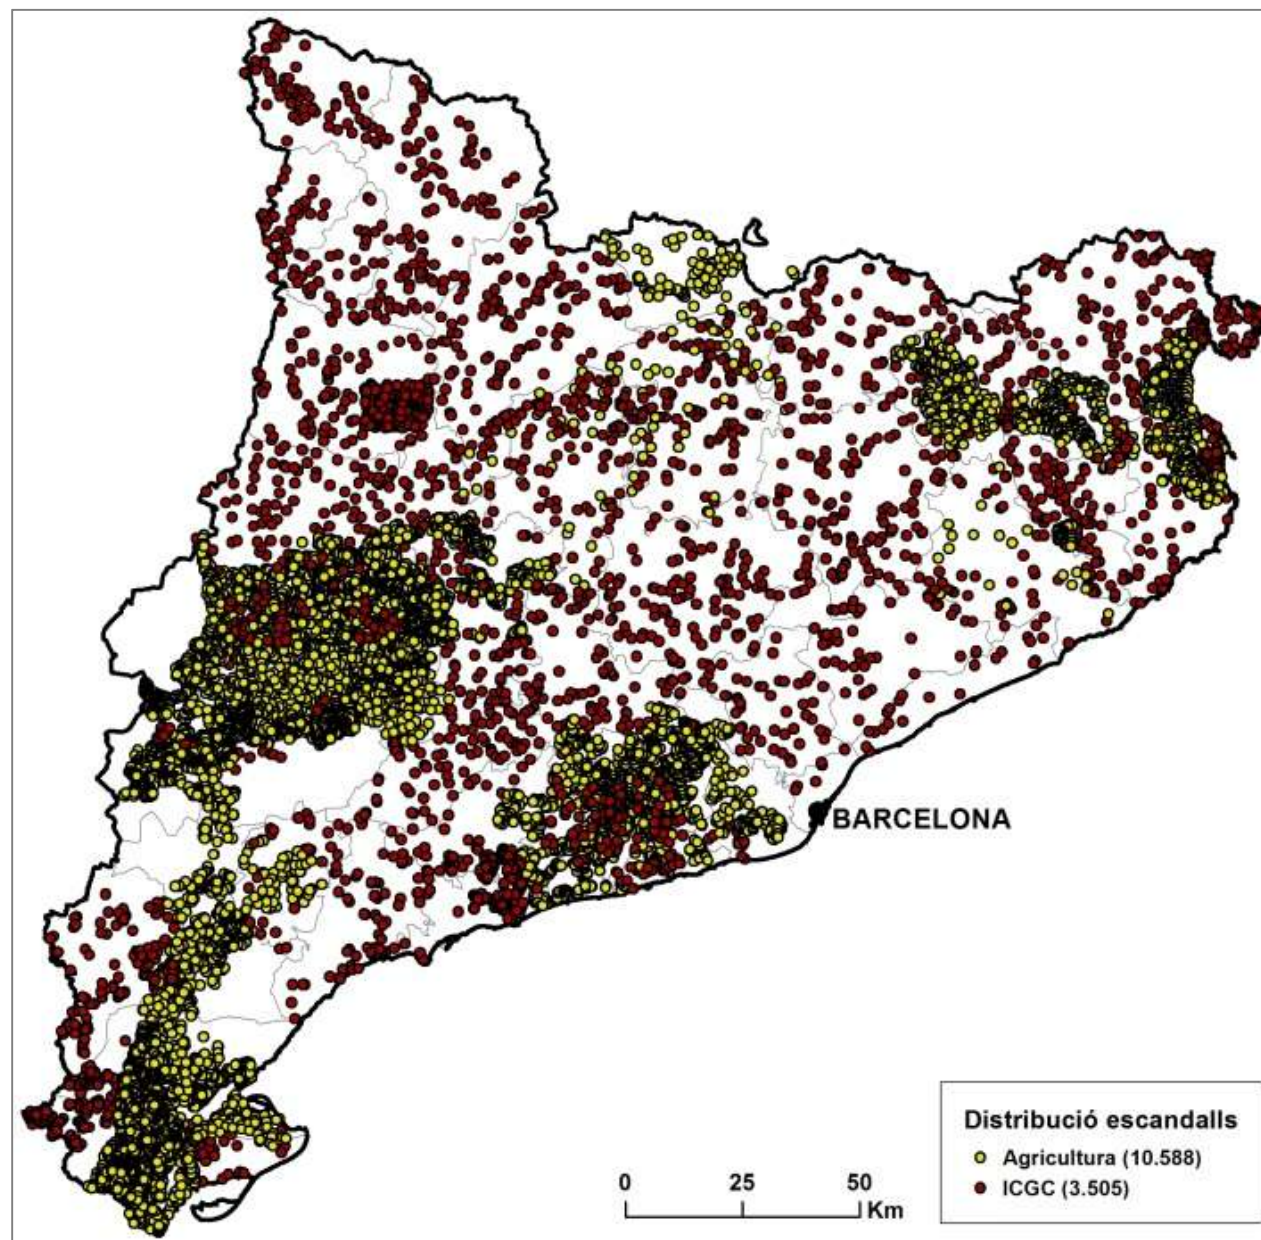 BARCELONA
Distribució escandalls
Agricultura (10.588)
ICGC (3.505)
0 25 50
Km